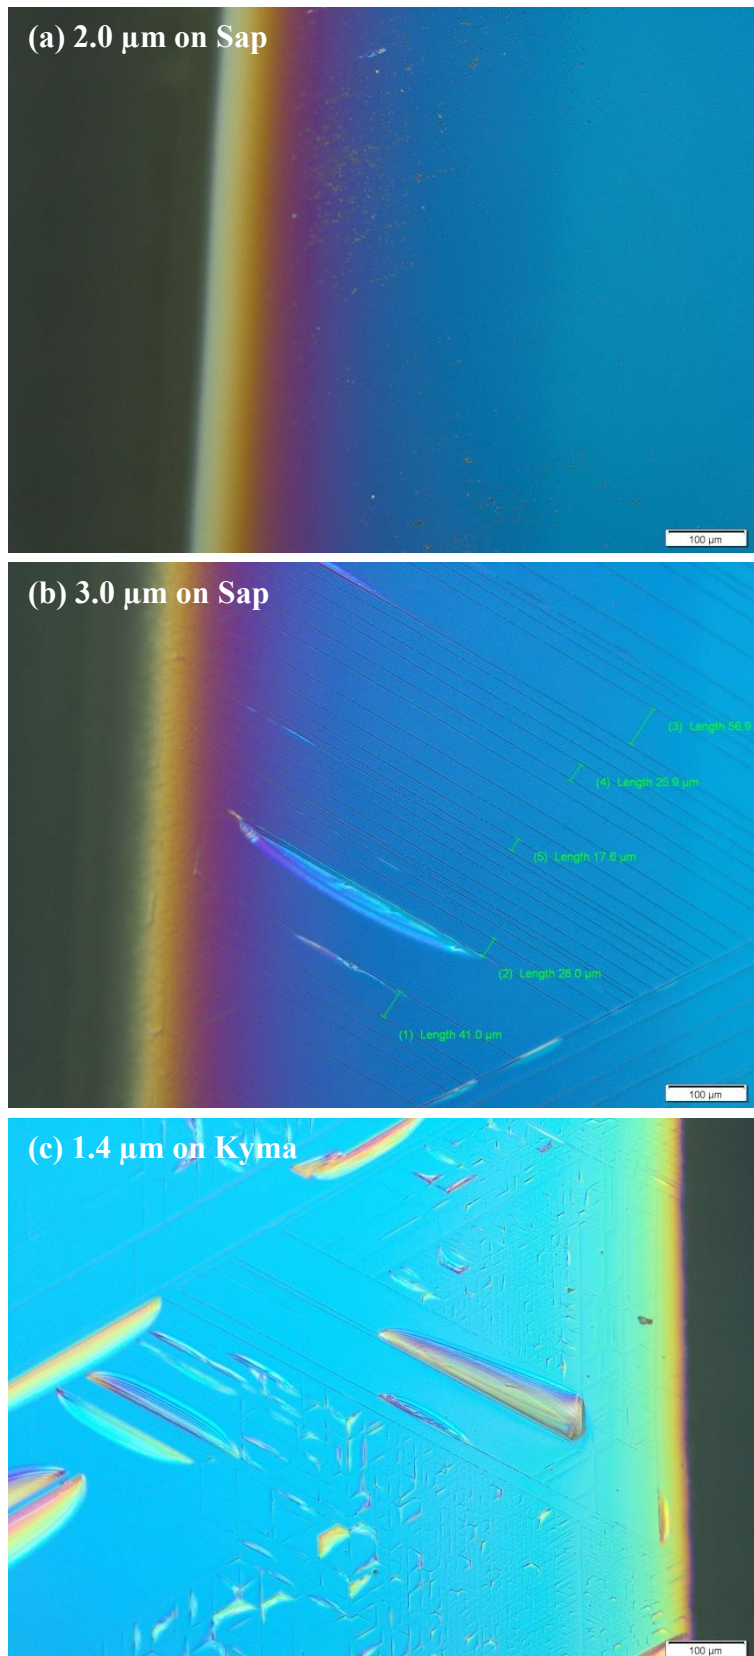 (a) 2.0 µm on Sap
100 µm
(b) 3.0 µm on Sap
(3) Length 56.9
(4) Length 25.9 µm
(5) Length 17.6 µm
(2) Length 28.0 µm
(1) Length 41.0 µm
100 µm
(c) 1.4 µm on Kyma
100 µm